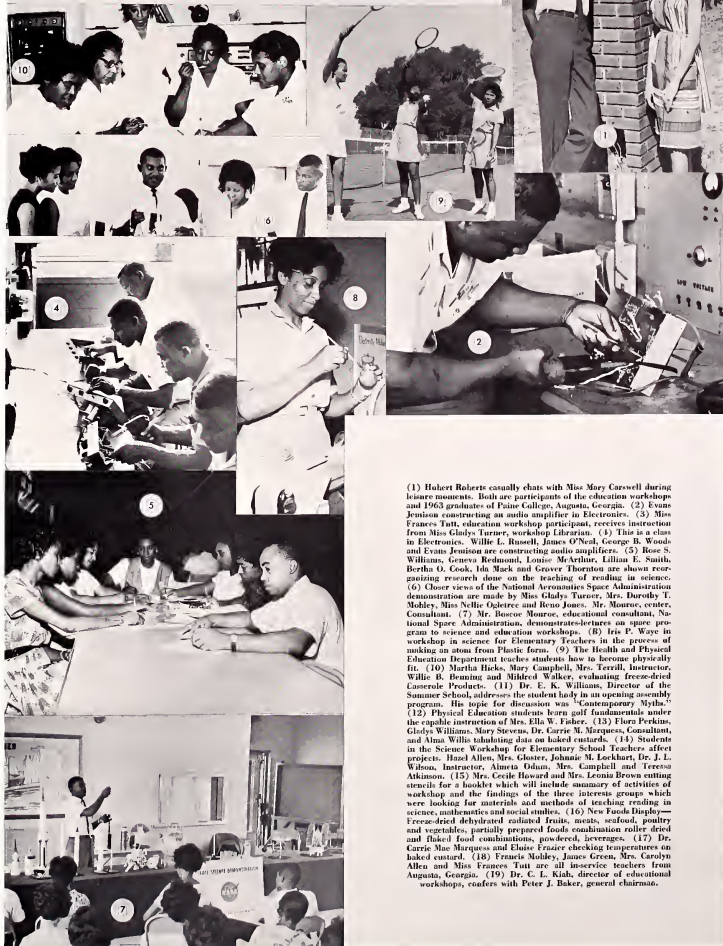 10
1
9
6
LOW VOLTAGE
4
8
2
5
SPACE SCIENCE DEMONSTRATION
NASA
7
(1) Hubert Roberts casually chats with Miss Mary Carswell during
leisure moments. Both are participants of the education workshops
and 1963 graduates of Paine College, Augusta, Georgia. (2) Evans
Jemison constructing an audio amplifier in Electronics. (3) Miss
Frances Tutt, education workshop participant, receives instruction
from Miss Gladys Turner, workshop Librarian. (4) This is a class
in Electronics. Willie L. Russell, James O'Neal, George B. Woods
and Evans Jemison are constructing audio amplifiers. (5) Rose S.
Williams, Geneva Redmond, Louise McArthur, Lillian E. Smith,
Bertha O. Cook, Ida Mack and Grover Thornton are shown reor-
gaoizing research done on the teaching of reading in science.
(6) Closer views of the National Aeronautics Space Administration
demonstration are made by Miss Gladys Turner, Mrs. Dorothy T.
Mobley, Miss Nellie Ogletree and Reno Jones. Mr. Monroe, center,
Consultant. (7) Mr. Roscoe Monroe, educational consultant, Na-
tional Space Administration, demonstrates-lectures on space pro-
gram to science and education workshops. (8) Iris P. Waye in
workshop in science for Elementary Teachers in the process of
making an atom from Plastic form. (9) The Health and Physical
Education Department teaches students how to become physically
fit. (10) Martha Hicks, Mary Campbell, Mrs. Terrill, Instructor,
Willie B. Benning and Mildred Walker, evaluating freeze-dried
Casserole Products. (11) Dr. E. K. Williams, Director of the
Summer School, addresses the student body in an opening assembly
program. His topic for discussion was "Contemporary Myths."
(12) Physical Education students learn golf fundamentals under
the capable instruction of Mrs. Ella W. Fisher. (13) Flora Perkins,
Gladys Williams, Mary Stevens, Dr. Carrie M. Marquess, Consultant,
and Alma Willis tabulating data on baked custards. (14) Students
in the Science Workshop for Elementary School Teachers affect
projects. Hazel Allen, Mrs. Gloster, Johnnie M. Lockhart, Dr. J. L.
Wilson, Instructor, Almeta Odum, Mrs. Campbell and Teressa
Atkinson. (15) Mrs. Cecile Howard and Mrs. Leonia Brown cutting
stencils for a booklet which will include summary of activities of
workshop and the findings of the three interests groups which
were looking for materials and methods of teaching reading in
science, mathematics and social studies. (16) New Foods Display—
Freeze-dried dehydrated radiated fruits, meats, seafood, poultry
and vegetables, partially prepared foods combination roller dried
and flaked food combinations, powdered, beverages. (17) Dr.
Carrie Mae Marquess and Eloise Frazier checking temperatures on
baked custard. (18) Francis Mobley, James Green, Mrs. Carolyn
Allen and Miss Frances Tutt are all in-service teachers from
Augusta, Georgia. (19) Dr. C. L. Kiah, director of educational
workshops, confers with Peter J. Baker, general chairman.